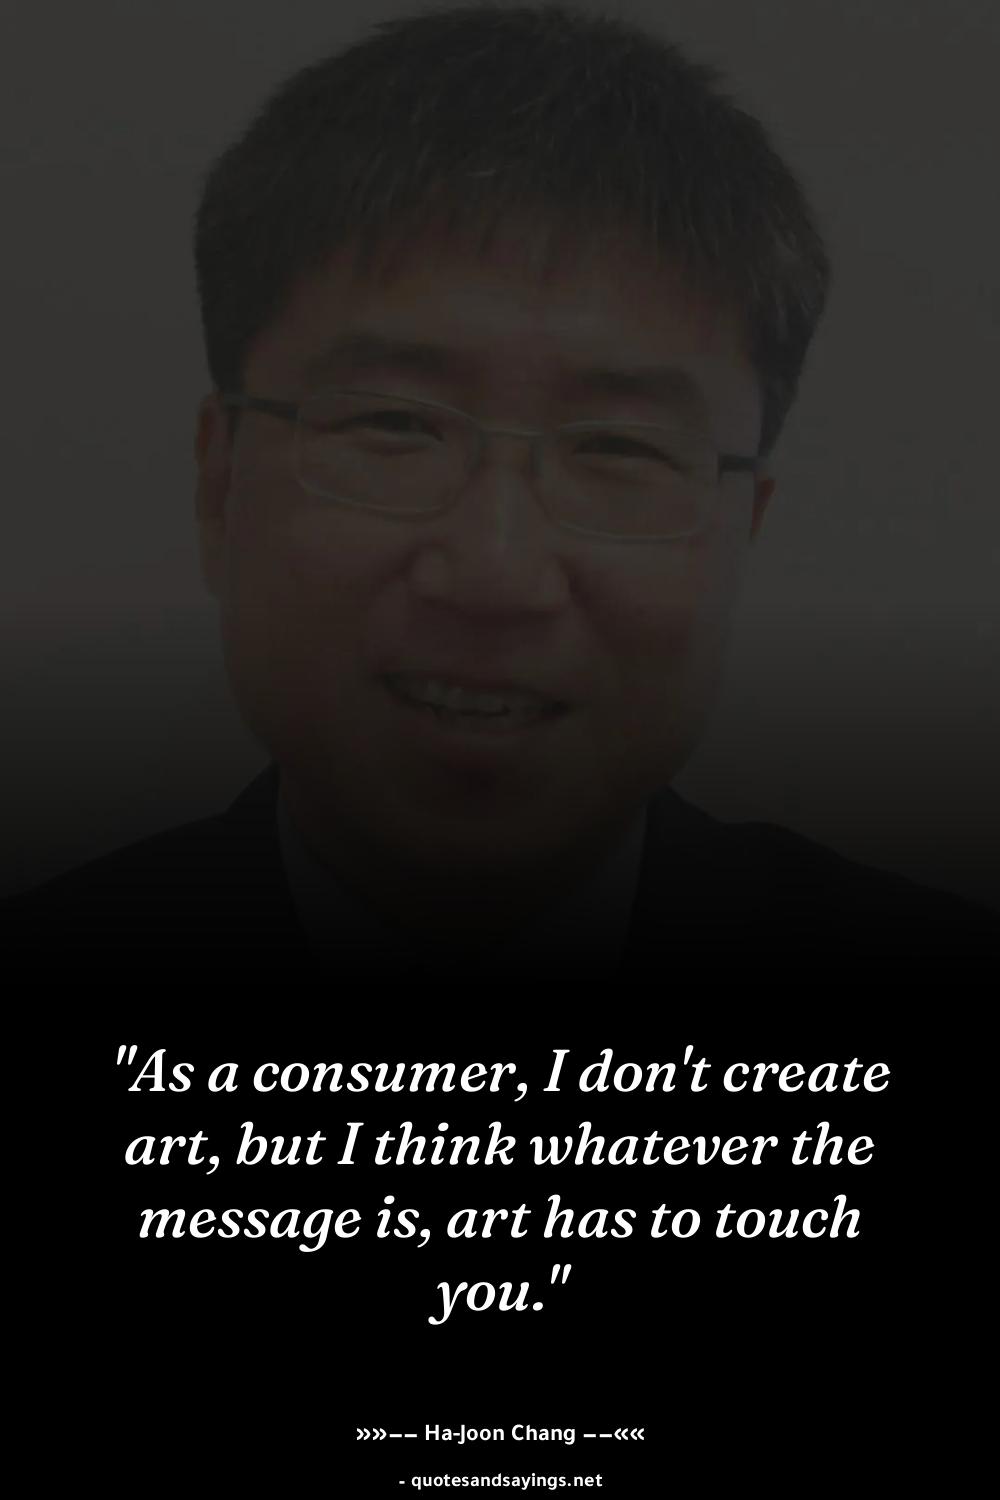 "As a consumer, I don't create
art, but I think whatever the
message is, art has to touch
you."
»»−− Ha-Joon Chang −−««
- quotesandsayings.net